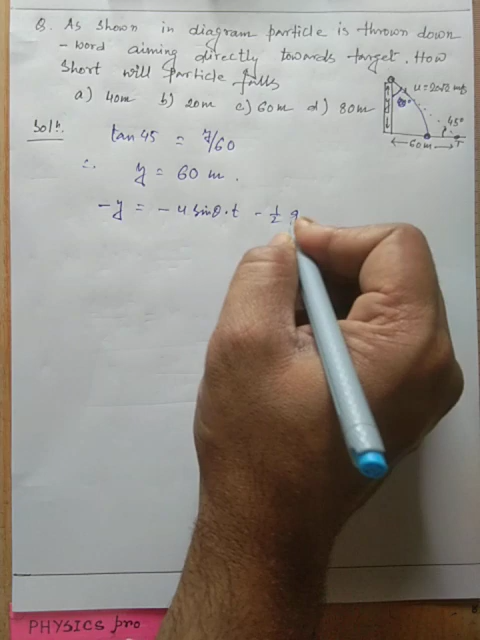 Q. As shown in diagram particle is thrown down
-word aiming directly towards target. How
short will particle falls
a) 40m b) 20m c) 60m d) 80m
u = 20√2 m/s
45°
60m
T
Solⁿ.
tan 45 = y/60
∴ y = 60 m.
-y = - u sinθ.t - ½ g
PHYSICS pro